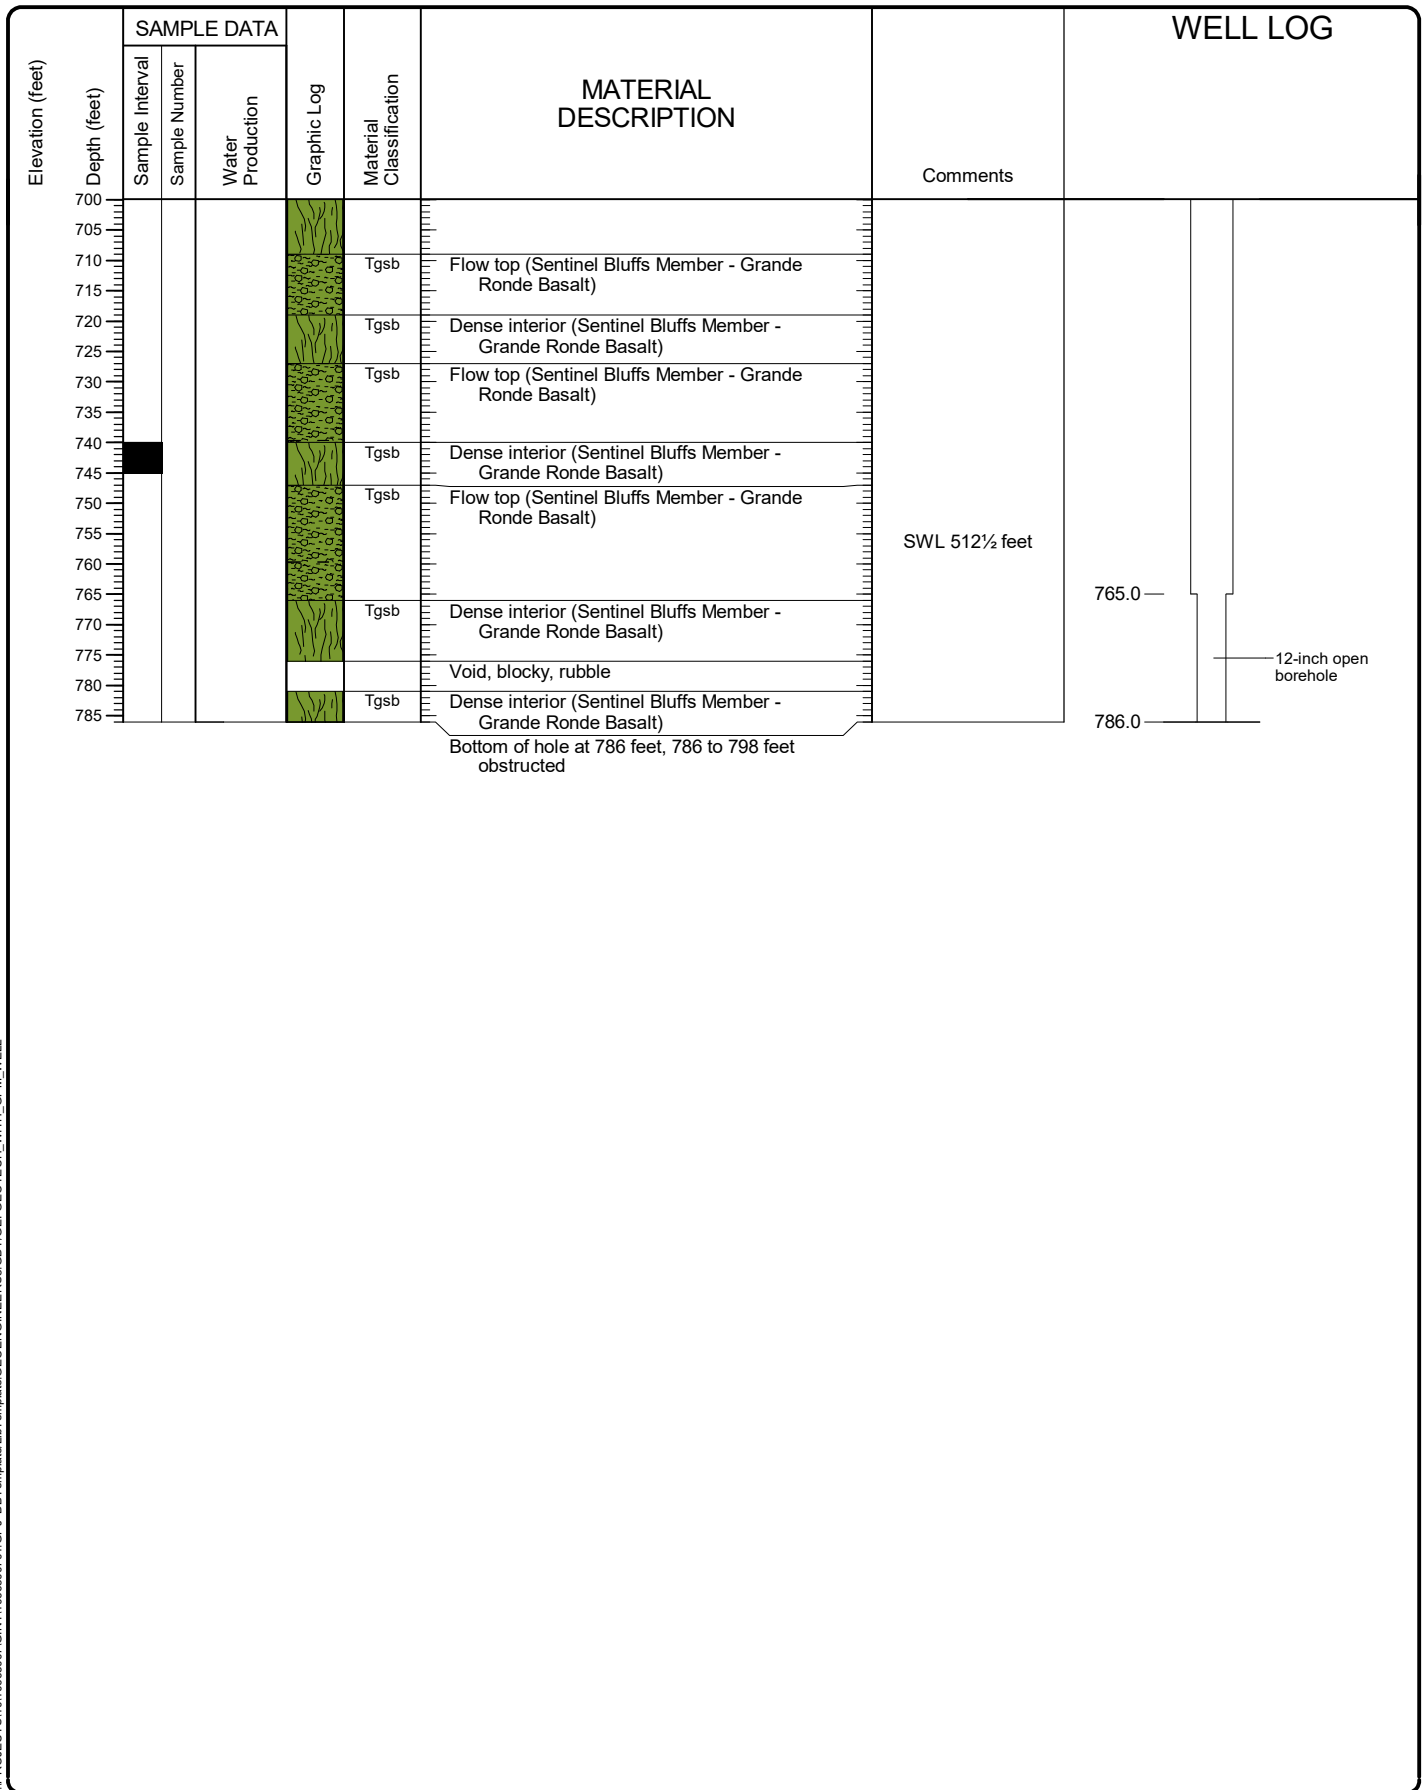 WELL LOG
SAMPLE DATA
Elevation (feet)
Depth (feet)
Sample Interval
Sample Number
Water
Production
Graphic Log
Material
Classification
MATERIAL
DESCRIPTION
Comments
700
705
710
715
720
725
730
735
740
745
750
755
760
765
770
775
780
785
Tgsb
Flow top (Sentinel Bluffs Member - Grande
Ronde Basalt)
Tgsb
Dense interior (Sentinel Bluffs Member -
Grande Ronde Basalt)
Tgsb
Flow top (Sentinel Bluffs Member - Grande
Ronde Basalt)
Tgsb
Dense interior (Sentinel Bluffs Member -
Grande Ronde Basalt)
Tgsb
Flow top (Sentinel Bluffs Member - Grande
Ronde Basalt)
SWL 512½ feet
Tgsb
Dense interior (Sentinel Bluffs Member -
Grande Ronde Basalt)
Void, blocky, rubble
Tgsb
Dense interior (Sentinel Bluffs Member -
Grande Ronde Basalt)
Bottom of hole at 786 feet, 786 to 798 feet
obstructed
765.0
12-inch open
borehole
786.0